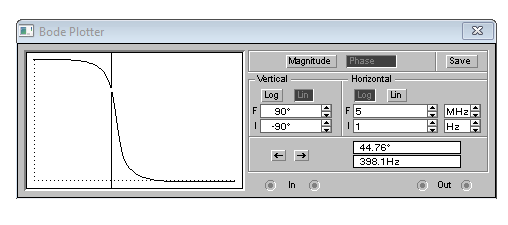 Bode Plotter
Magnitude Phase Save
Vertical Horizontal
Log Lin Log Lin
F 90° F 5 MHz
I -90° I 1 Hz
← → 44.76°
398.1Hz
In Out